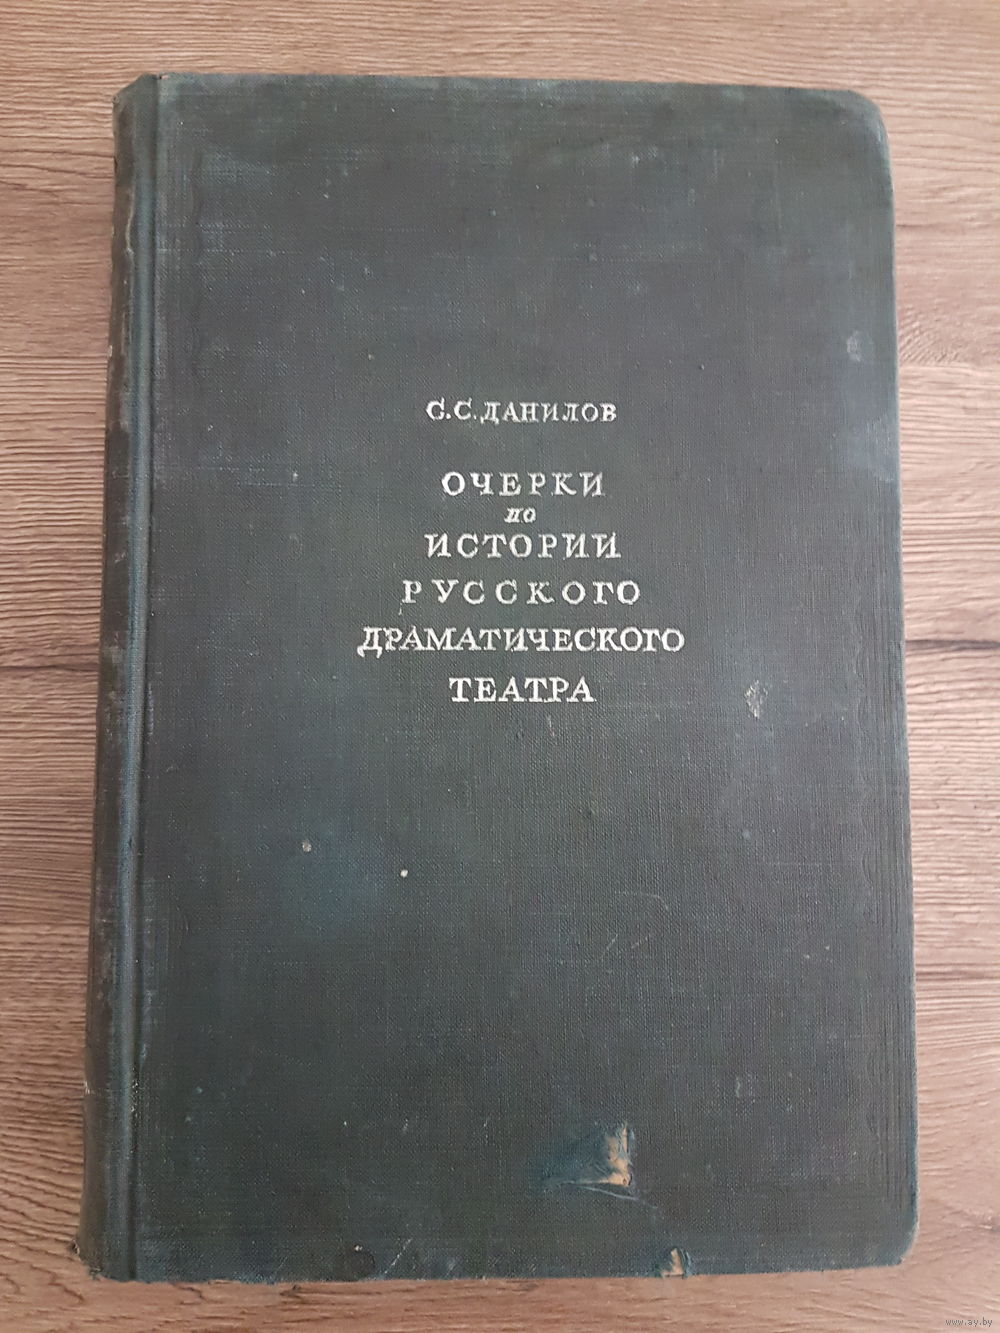 С.С.ДАНИЛОВ
ОЧЕРКИ
по
ИСТОРИИ
РУССКОГО
ДРАМАТИЧЕСКОГО
ТЕАТРА
www.ay.by